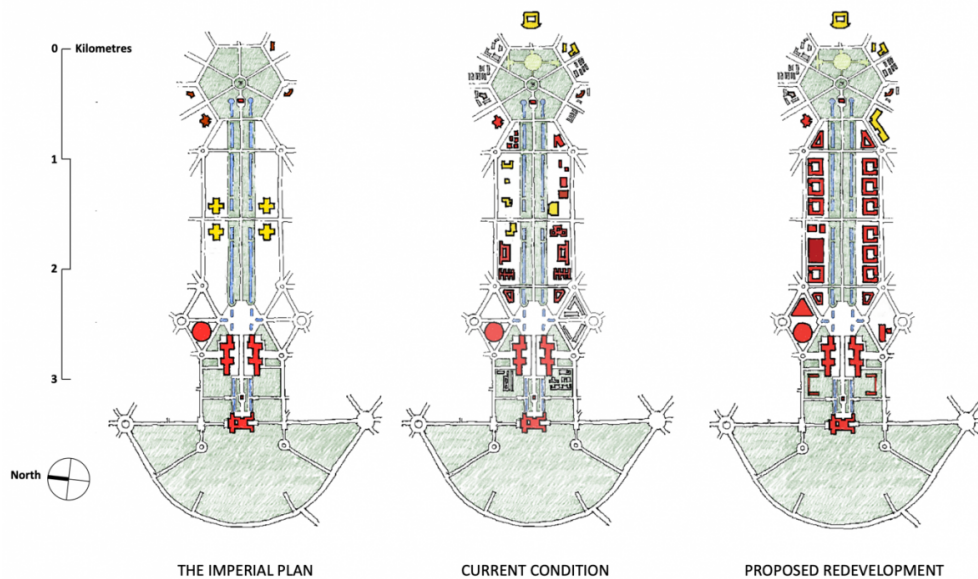 0 Kilometres
1
2
3
North
THE IMPERIAL PLAN
CURRENT CONDITION
PROPOSED REDEVELOPMENT